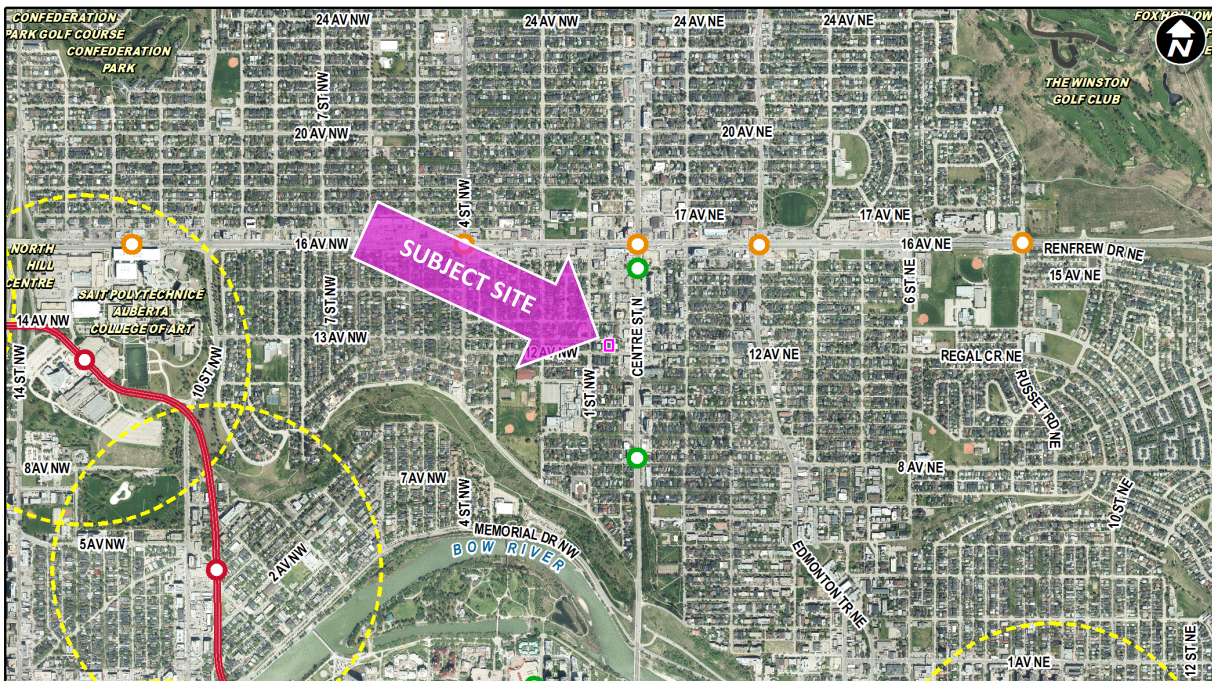 CONFEDERATION
PARK GOLF COURSE
CONFEDERATION
PARK
24 AV NW
24 AV NW
24 AV NE
24 AV NE
N
THE WINSTON
GOLF CLUB
7 ST NW
20 AV NW
20 AV NE
4 ST NW
17 AV NE
17 AV NE
16 AV NW
16 AV NE
RENFREW DR NE
15 AV NE
NORTH
HILL
CENTRE
SAIT POLYTECHNICE
ALBERTA
COLLEGE OF ART
SUBJECT SITE
6 ST NE
7 ST NW
14 AV NW
13 AV NW
12 AV NW
CENTRE ST N
12 AV NE
REGAL CR NE
RUSSET RD NE
14 ST NW
10 ST NW
1 ST NW
8 AV NW
7 AV NW
4 ST NW
8 AV NE
10 ST NE
5 AV NW
2 AV NW
MEMORIAL DR NW
BOW RIVER
EDMONTON TR NE
1 AV NE
12 ST NE